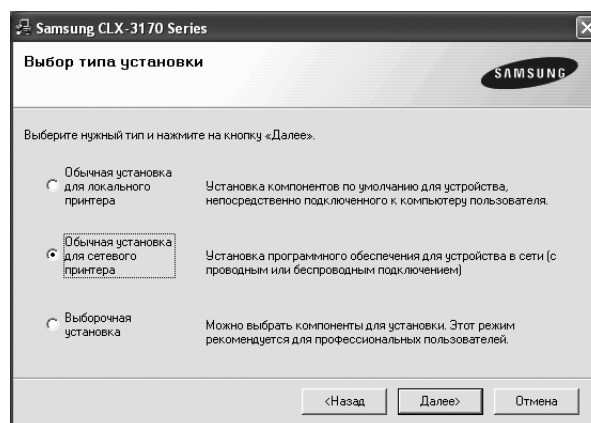 Samsung CLX-3170 Series
Выбор типа установки
SAMSUNG
Выберите нужный тип и нажмите на кнопку «Далее».
Обычная установка
для локального
принтера
Установка компонентов по умолчанию для устройства,
непосредственно подключенного к компьютеру пользователя.
Обычная установка
для сетевого
принтера
Установка программного обеспечения для устройства в сети (с
проводным или беспроводным подключением)
Выборочная
установка
Можно выбрать компоненты для установки. Этот режим
рекомендуется для профессиональных пользователей.
<Назад
Далее>
Отмена